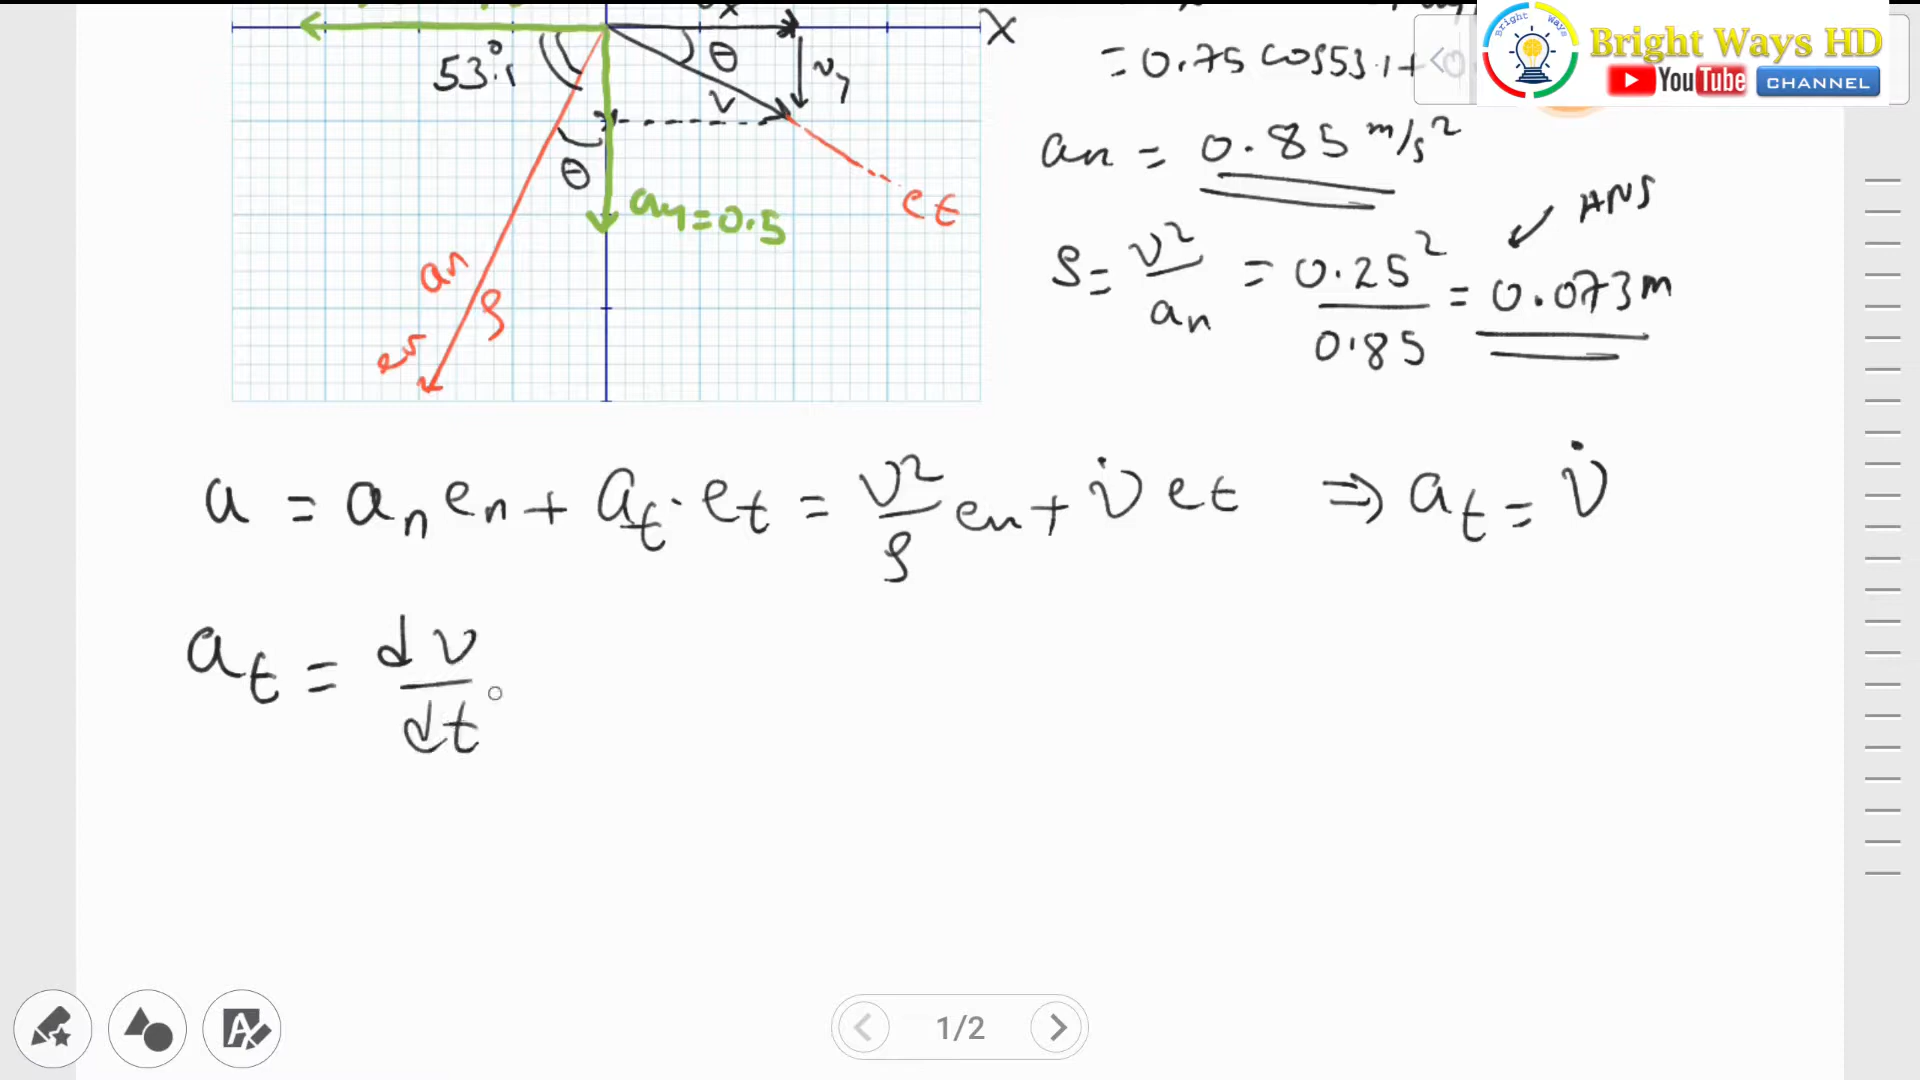 X
53.1°
θ
v
vy
θ
ay=0.5
et
an
ρ
en
=0.75 cos53.1+
an = 0.85 m/s²
ANS
ρ = v²/an = 0.25²/0.85 = 0.073m
a = an en + at·et = v²/ρ en + v̇ et ⇒ at = v̇
at = dv/dt
Bright Ways
Bright Ways HD
YouTube CHANNEL
1/2